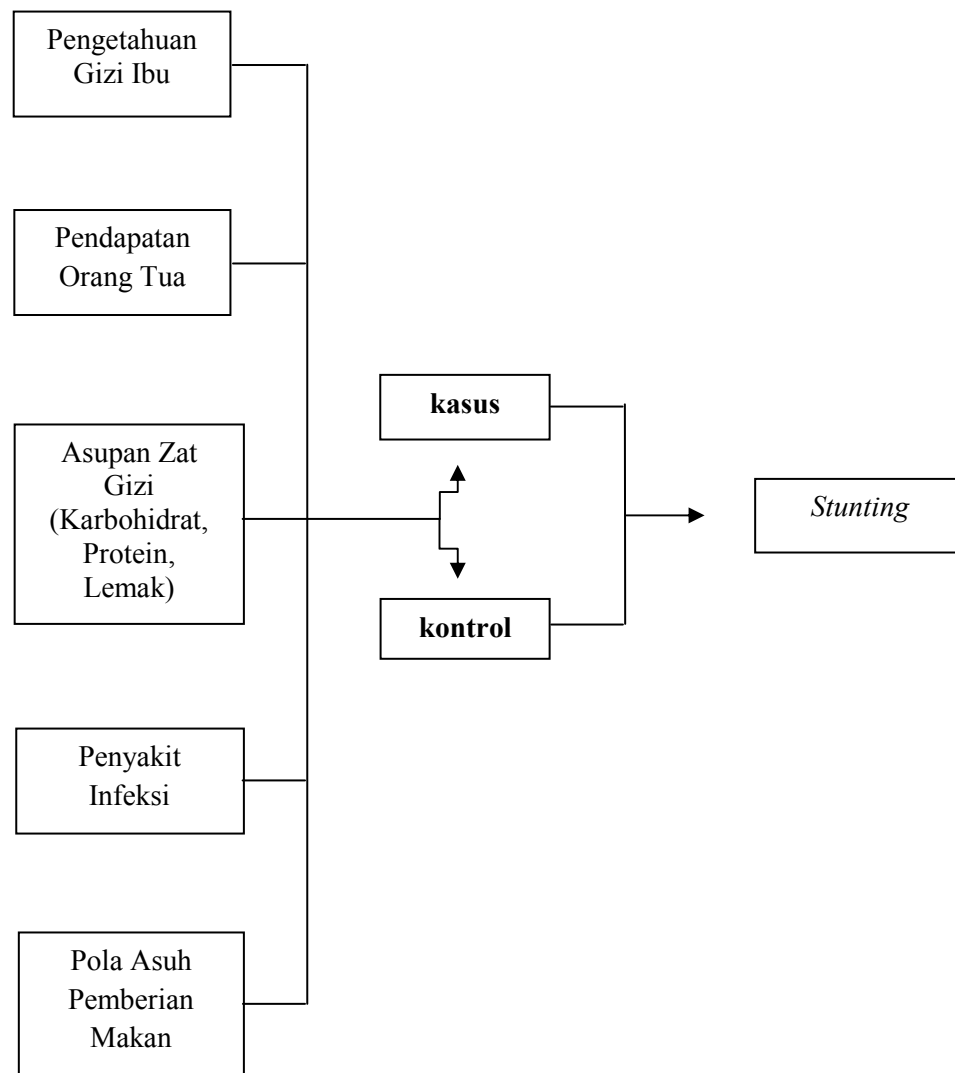 Pengetahuan
Gizi Ibu
Pendapatan
Orang Tua
Asupan Zat
Gizi
(Karbohidrat,
Protein,
Lemak)
Penyakit
Infeksi
Pola Asuh
Pemberian
Makan
kasus
kontrol
Stunting